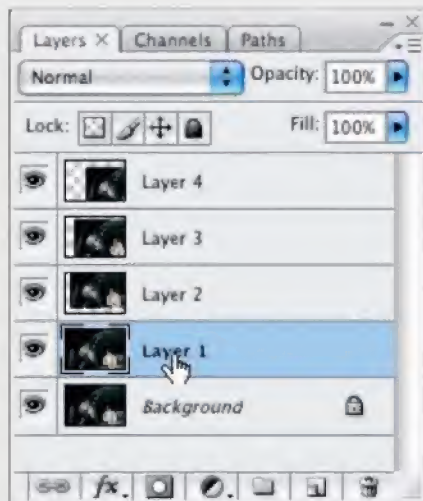 Layers × Channels Paths
Normal Opacity: 100%
Lock: Fill: 100%
Layer 4
Layer 3
Layer 2
Layer 1
Background
fx.